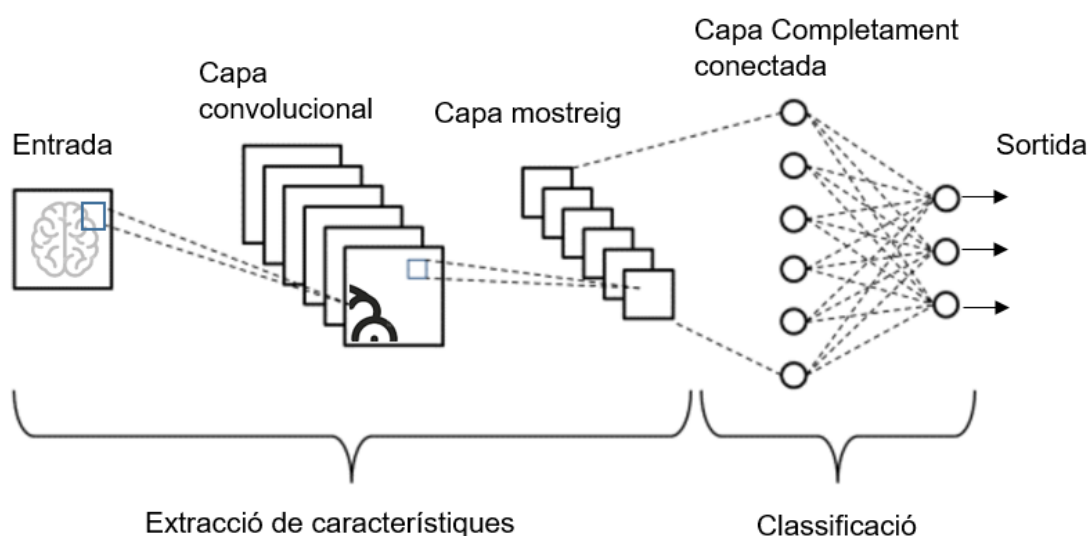 Entrada
Capa
convolucional
Capa mostreig
Capa Completament
conectada
Sortida
Extracció de característiques
Classificació